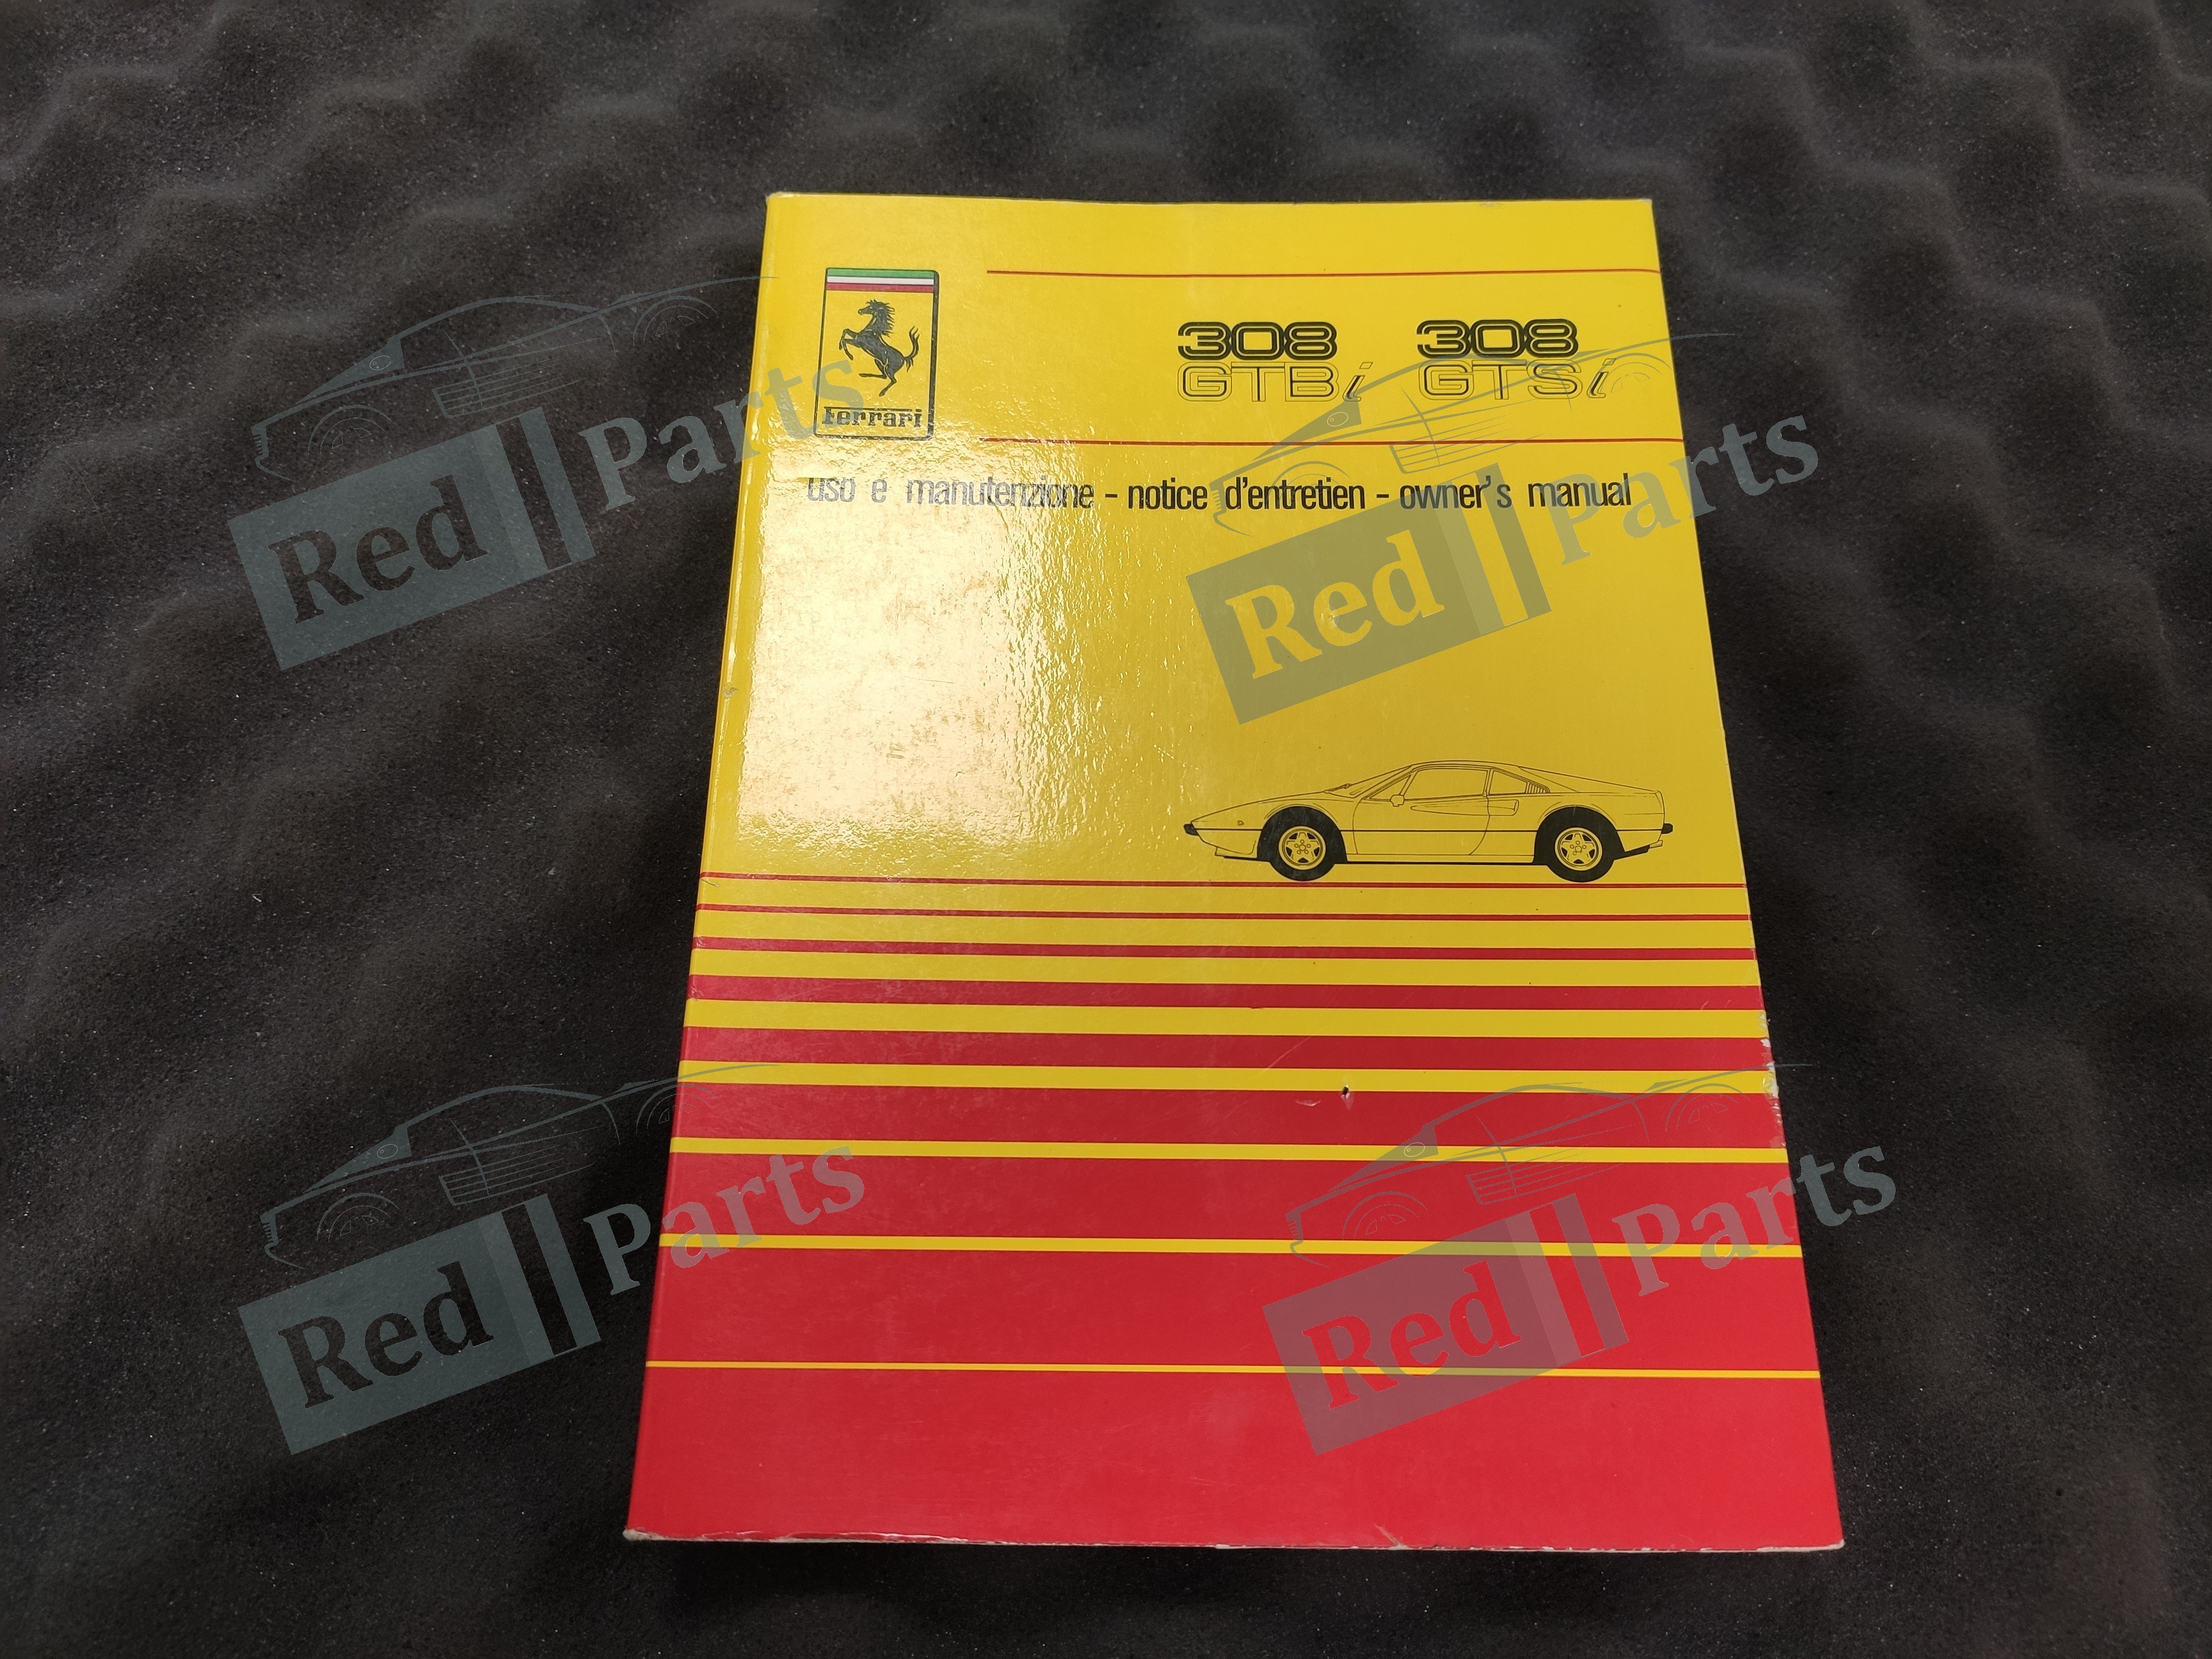 308 308
GTBi GTSi
Ferrari
uso e manutenzione - notice d'entretien - owner's manual
Red Parts
Red Parts
Red Parts
Red Parts